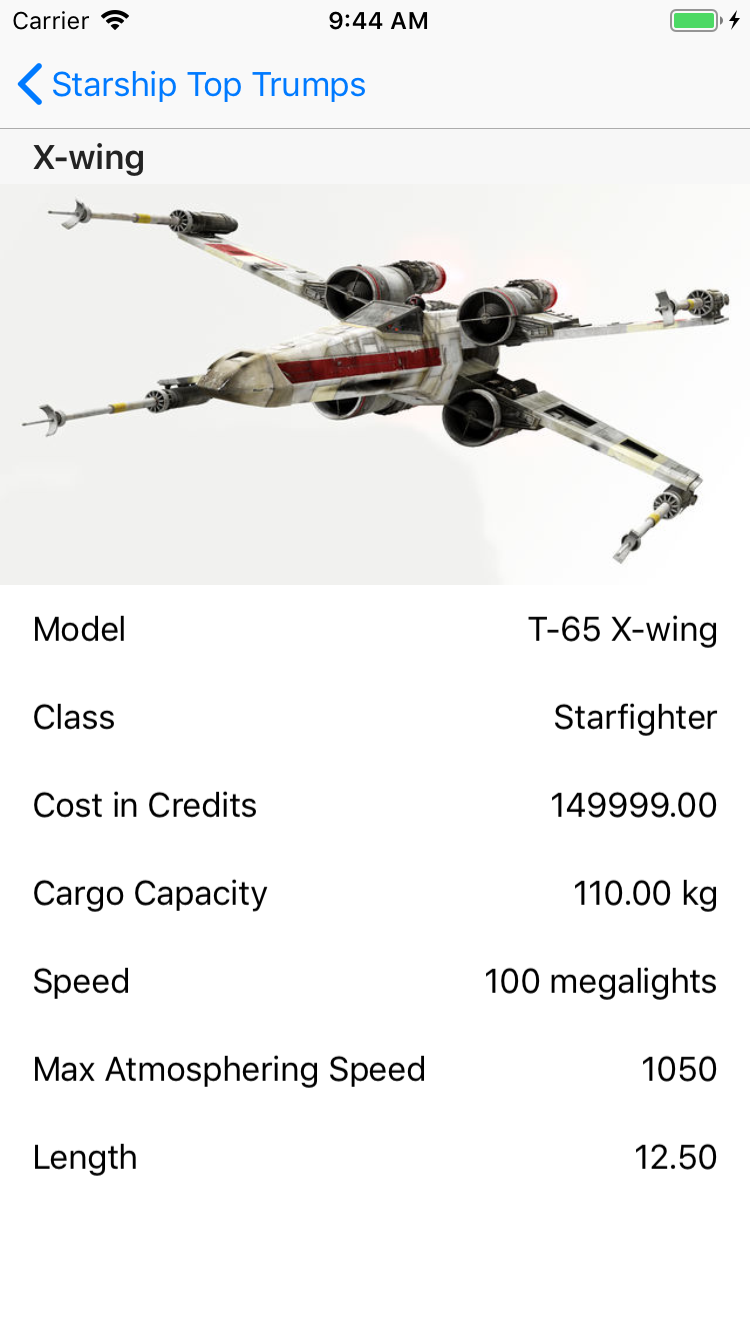 Carrier 9:44 AM
Starship Top Trumps
X-wing
Model T-65 X-wing
Class Starfighter
Cost in Credits 149999.00
Cargo Capacity 110.00 kg
Speed 100 megalights
Max Atmosphering Speed 1050
Length 12.50